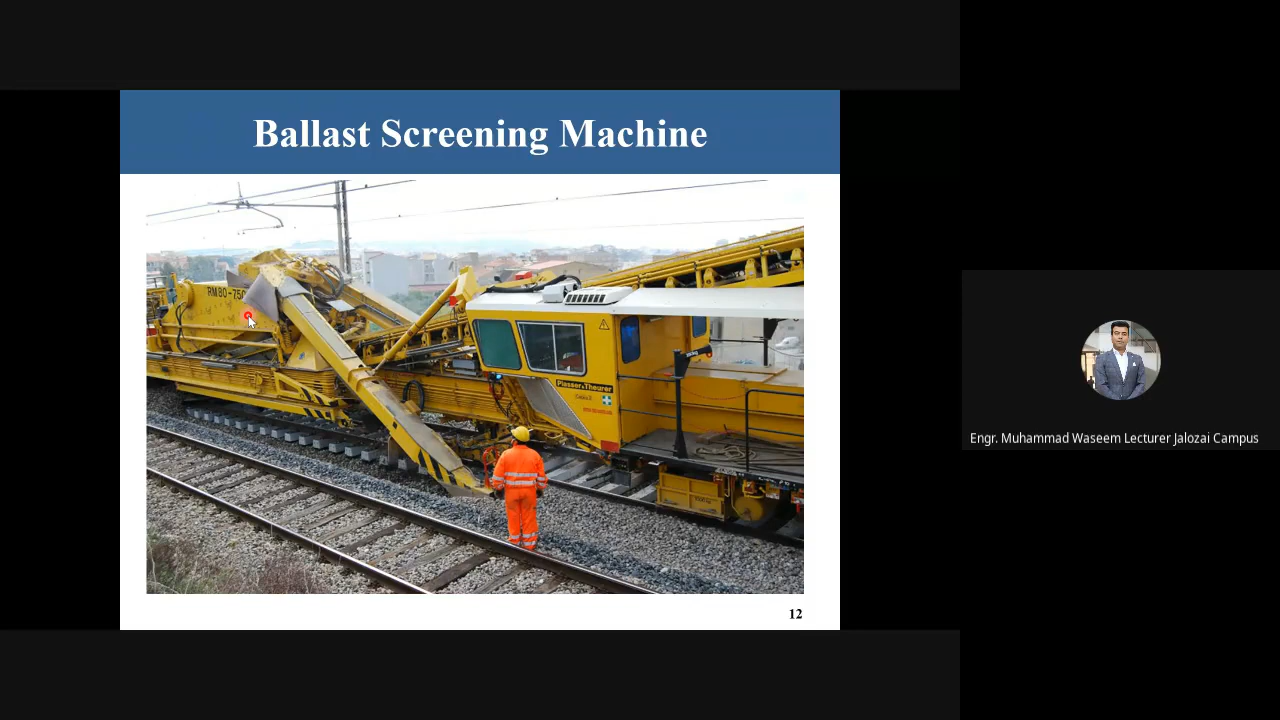 Ballast Screening Machine
RM80-750
Plasser & Theurer
12
Engr. Muhammad Waseem Lecturer Jalozai Campus